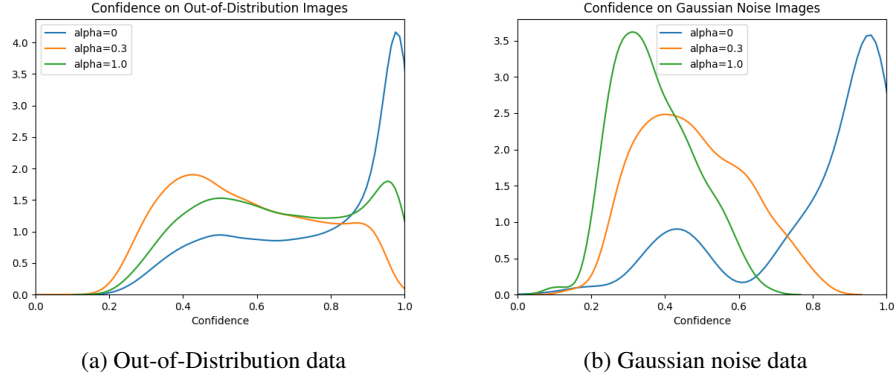 Confidence on Out-of-Distribution Images
alpha=0
alpha=0.3
alpha=1.0
4.0
3.5
3.0
2.5
2.0
1.5
1.0
0.5
0.0
0.0 0.2 0.4 0.6 0.8 1.0
Confidence
(a) Out-of-Distribution data
Confidence on Gaussian Noise Images
alpha=0
alpha=0.3
alpha=1.0
3.5
3.0
2.5
2.0
1.5
1.0
0.5
0.0
0.0 0.2 0.4 0.6 0.8 1.0
Confidence
(b) Gaussian noise data